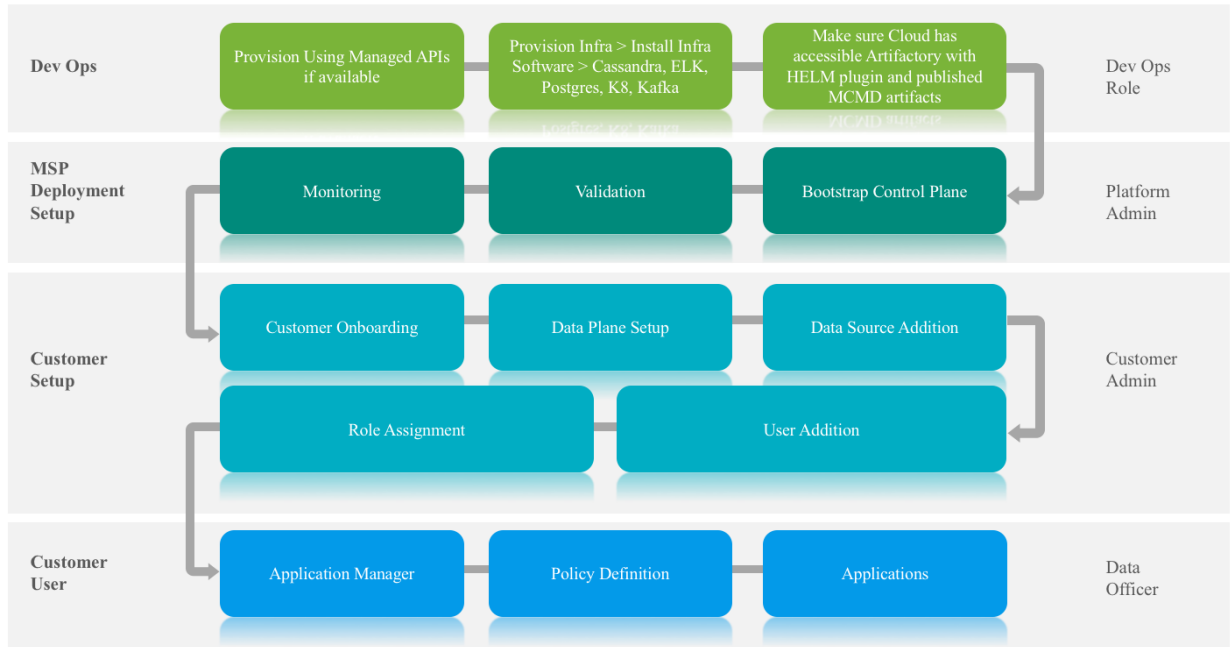 Dev Ops
Provision Using Managed APIs
if available
Provision Infra > Install Infra
Software > Cassandra, ELK,
Postgres, K8, Kafka
Make sure Cloud has
accessible Artifactory with
HELM plugin and published
MCMD artifacts
Dev Ops
Role
MSP
Deployment
Setup
Monitoring
Validation
Bootstrap Control Plane
Platform
Admin
Customer
Setup
Customer Onboarding
Data Plane Setup
Data Source Addition
Role Assignment
User Addition
Customer
Admin
Customer
User
Application Manager
Policy Definition
Applications
Data
Officer